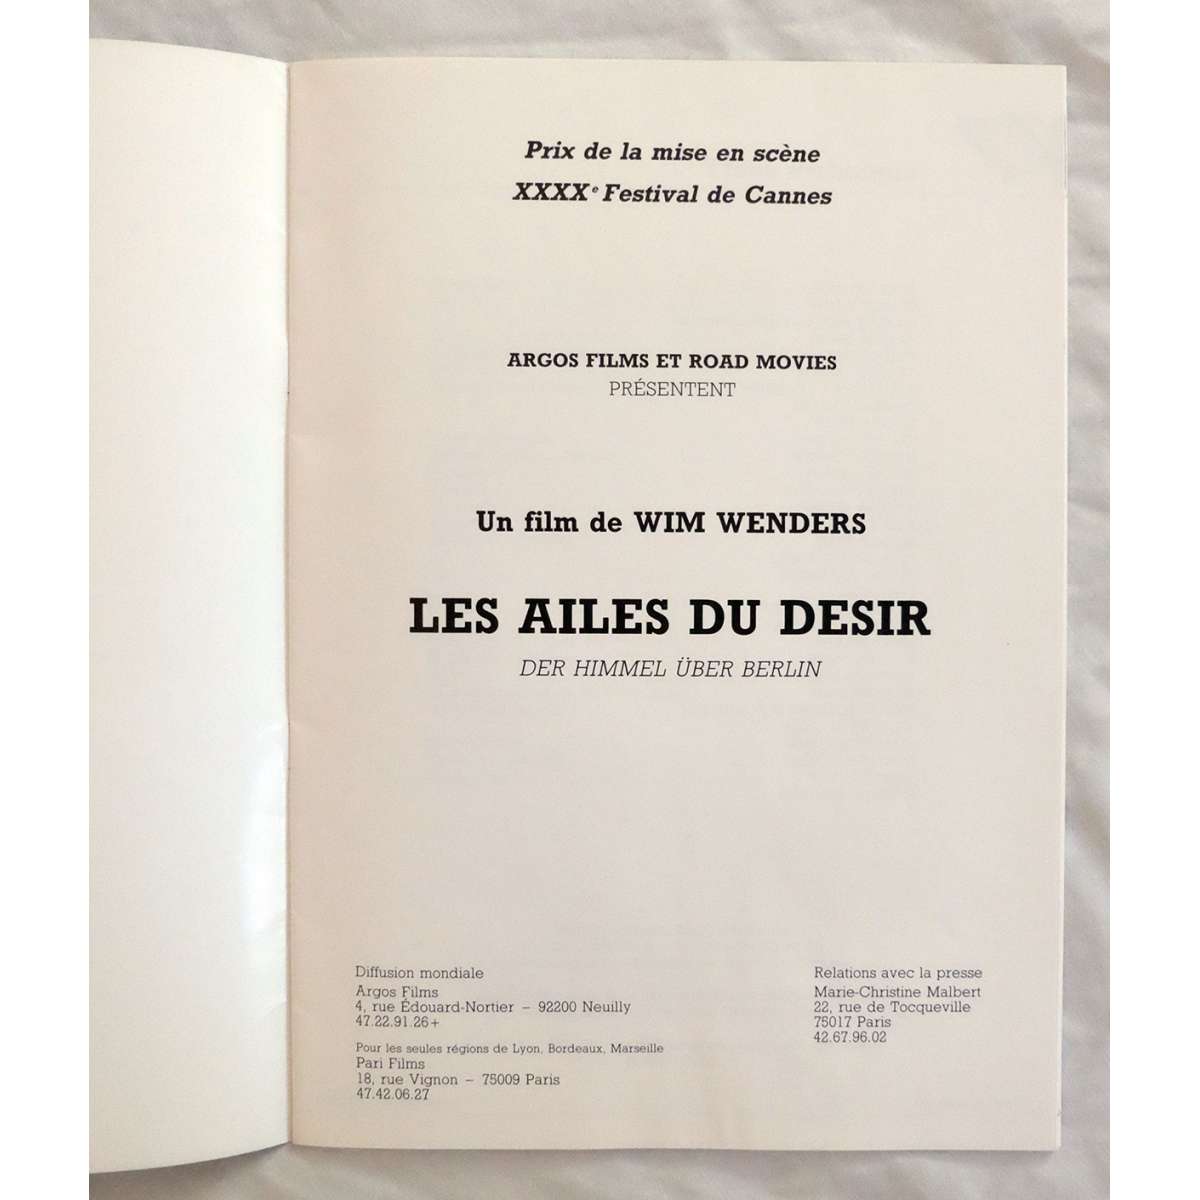 Prix de la mise en scène
XXXXe Festival de Cannes
ARGOS FILMS ET ROAD MOVIES
PRÉSENTENT
Un film de WIM WENDERS
LES AILES DU DESIR
DER HIMMEL ÜBER BERLIN
Diffusion mondiale
Argos Films
4, rue Édouard-Nortier – 92200 Neuilly
47.22.91.26+
Pour les seules régions de Lyon, Bordeaux, Marseille
Pari Films
18, rue Vignon – 75009 Paris
47.42.06.27
Relations avec la presse
Marie-Christine Malbert
22, rue de Tocqueville
75017 Paris
42.67.96.02